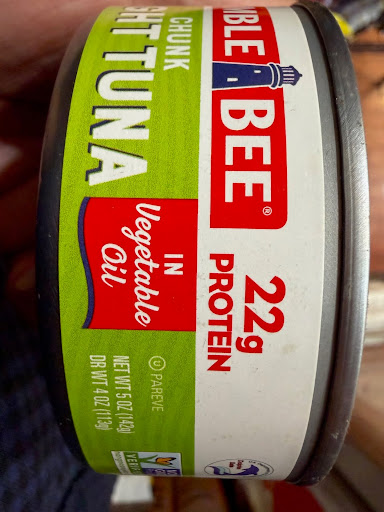 MBLE
BEE®
22g
PROTEIN
CHUNK
HT TUNA
IN
Vegetable
Oil
U PAREVE
NET WT 5 OZ (142g)
DR WT 4 OZ (113g)